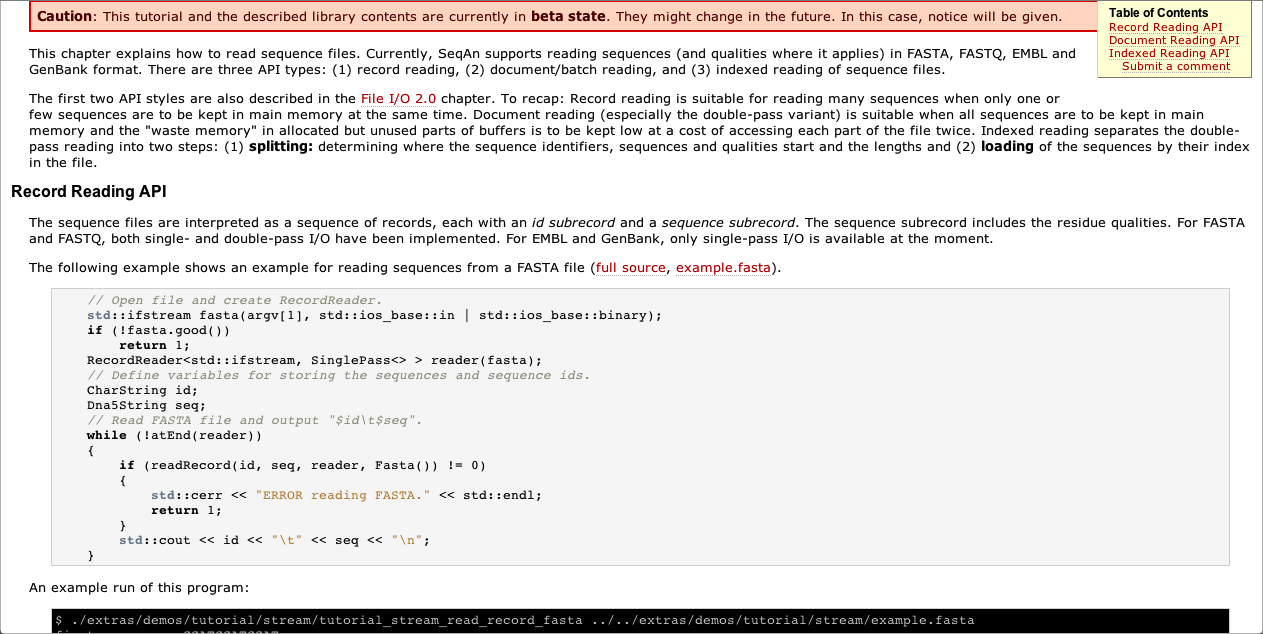 Caution: This tutorial and the described library contents are currently in beta state. They might change in the future. In this case, notice will be given.
Table of Contents
Record Reading API
Document Reading API
Indexed Reading API
Submit a comment
This chapter explains how to read sequence files. Currently, SeqAn supports reading sequences (and qualities where it applies) in FASTA, FASTQ, EMBL and
GenBank format. There are three API types: (1) record reading, (2) document/batch reading, and (3) indexed reading of sequence files.
The first two API styles are also described in the File I/O 2.0 chapter. To recap: Record reading is suitable for reading many sequences when only one or
few sequences are to be kept in main memory at the same time. Document reading (especially the double-pass variant) is suitable when all sequences are to be kept in main
memory and the "waste memory" in allocated but unused parts of buffers is to be kept low at a cost of accessing each part of the file twice. Indexed reading separates the double-
pass reading into two steps: (1) splitting: determining where the sequence identifiers, sequences and qualities start and the lengths and (2) loading of the sequences by their index
in the file.
Record Reading API
The sequence files are interpreted as a sequence of records, each with an id subrecord and a sequence subrecord. The sequence subrecord includes the residue qualities. For FASTA
and FASTQ, both single- and double-pass I/O have been implemented. For EMBL and GenBank, only single-pass I/O is available at the moment.
The following example shows an example for reading sequences from a FASTA file (full source, example.fasta).
// Open file and create RecordReader.
std::ifstream fasta(argv[1], std::ios_base::in | std::ios_base::binary);
if (!fasta.good())
return 1;
RecordReader<std::ifstream, SinglePass<> > reader(fasta);
// Define variables for storing the sequences and sequence ids.
CharString id;
Dna5String seq;
// Read FASTA file and output "$id\t$seq".
while (!atEnd(reader))
{
if (readRecord(id, seq, reader, Fasta()) != 0)
{
std::cerr << "ERROR reading FASTA." << std::endl;
return 1;
}
std::cout << id << "\t" << seq << "\n";
}
An example run of this program:
$ ./extras/demos/tutorial/stream/tutorial_stream_read_record_fasta ../../extras/demos/tutorial/stream/example.fasta